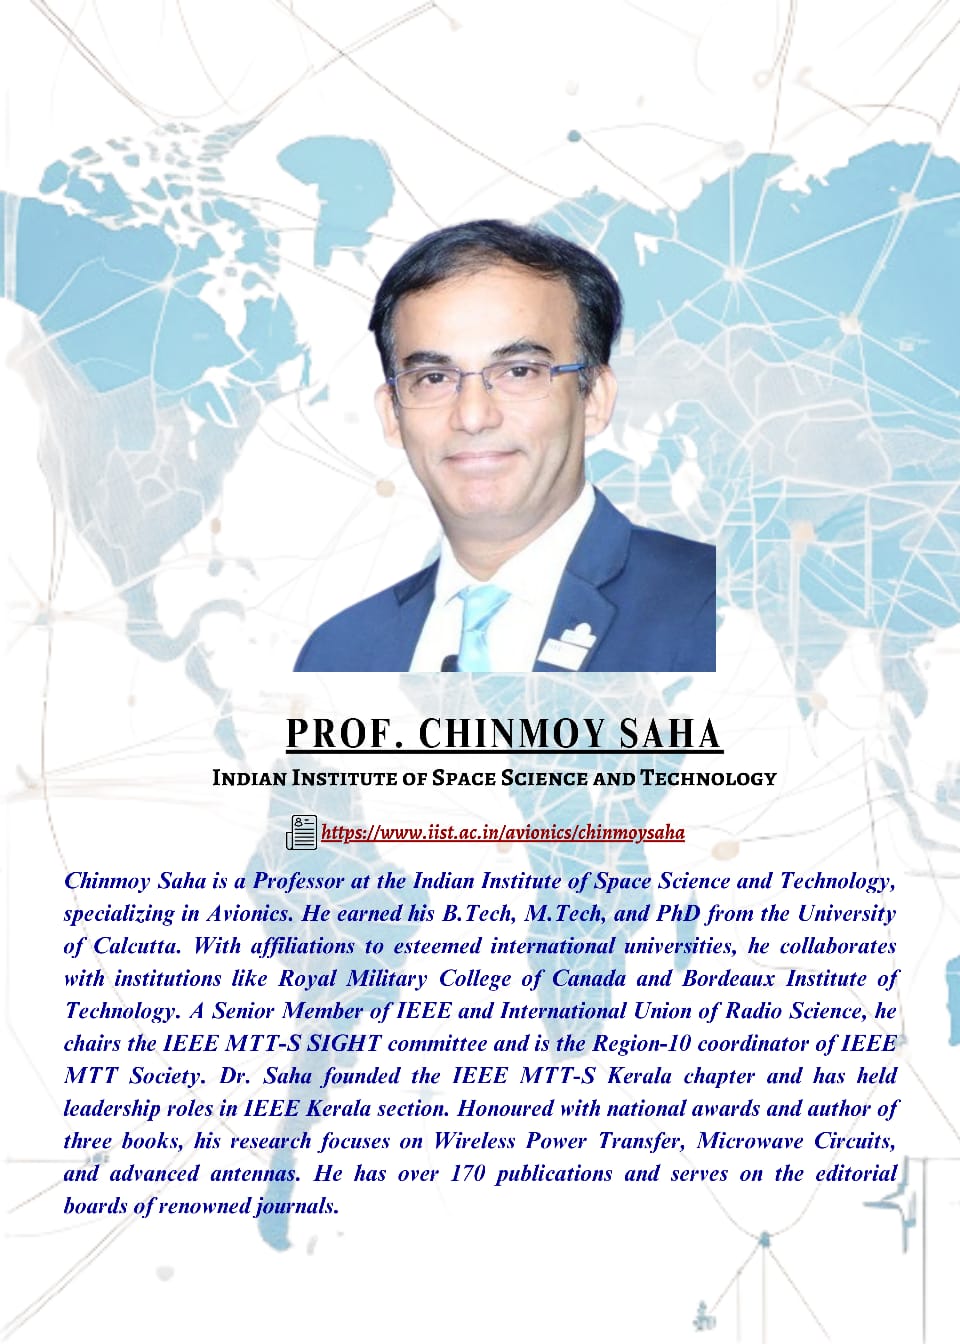 PROF. CHINMOY SAHA
INDIAN INSTITUTE OF SPACE SCIENCE AND TECHNOLOGY
https://www.iist.ac.in/avionics/chinmoysaha
Chinmoy Saha is a Professor at the Indian Institute of Space Science and Technology,
specializing in Avionics. He earned his B.Tech, M.Tech, and PhD from the University
of Calcutta. With affiliations to esteemed international universities, he collaborates
with institutions like Royal Military College of Canada and Bordeaux Institute of
Technology. A Senior Member of IEEE and International Union of Radio Science, he
chairs the IEEE MTT-S SIGHT committee and is the Region-10 coordinator of IEEE
MTT Society. Dr. Saha founded the IEEE MTT-S Kerala chapter and has held
leadership roles in IEEE Kerala section. Honoured with national awards and author of
three books, his research focuses on Wireless Power Transfer, Microwave Circuits,
and advanced antennas. He has over 170 publications and serves on the editorial
boards of renowned journals.